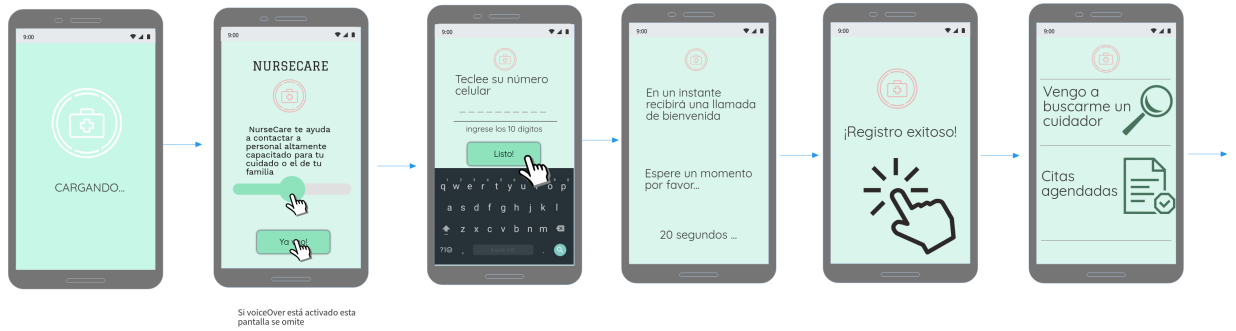 9:00
CARGANDO...
9:00
NURSECARE
NurseCare te ayuda
a contactar a
personal altamente
capacitado para tu
cuidado o el de tu
familia
Si voiceOver está activado esta
pantalla se omite
9:00
Teclee su número
celular
_ _ _ _ _ _ _ _ _ _
ingrese los 10 digitos
Listo!
q w e r t y u i o p
a s d f g h j k l
z x c v b n m
?1☺ , .
9:00
En un instante
recibirá una llamada
de bienvenida
Espere un momento
por favor...
20 segundos ...
9:00
¡Registro exitoso!
9:00
Vengo a
buscarme un
cuidador
Citas
agendadas